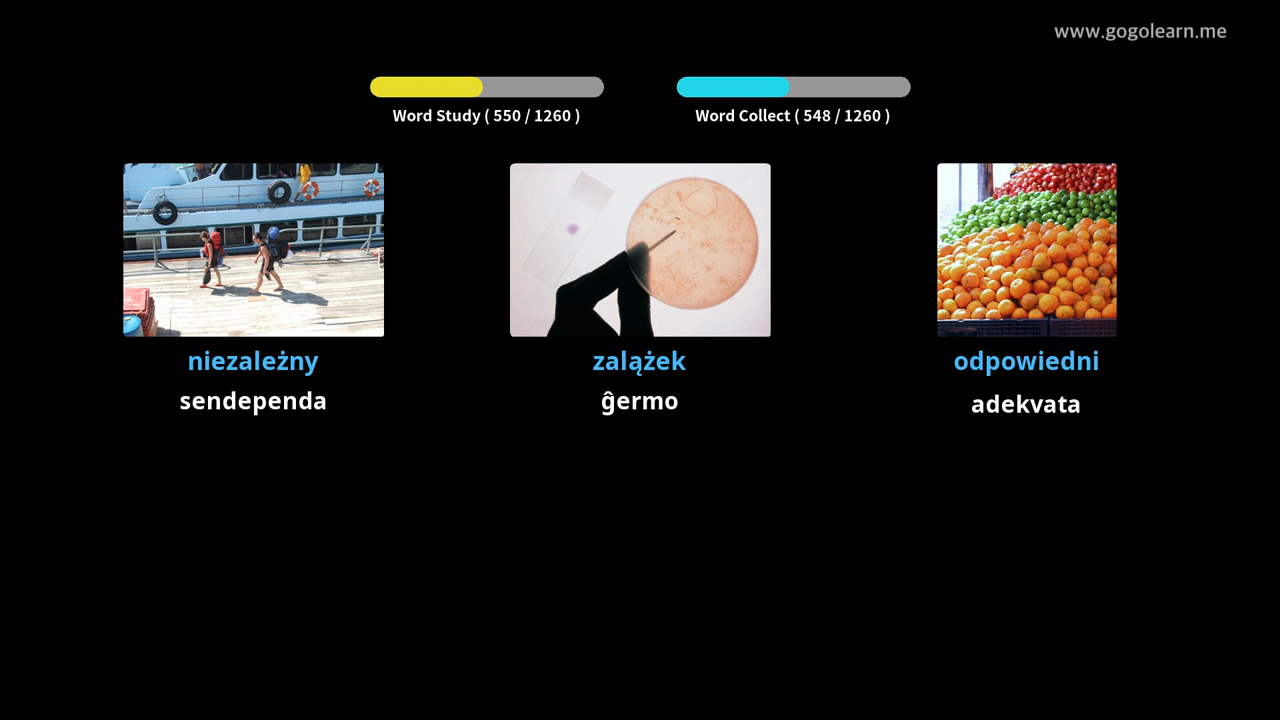 www.gogolearn.me
Word Study ( 550 / 1260 )
Word Collect ( 548 / 1260 )
niezależny
zalążek
odpowiedni
sendependa
ĝermo
adekvata